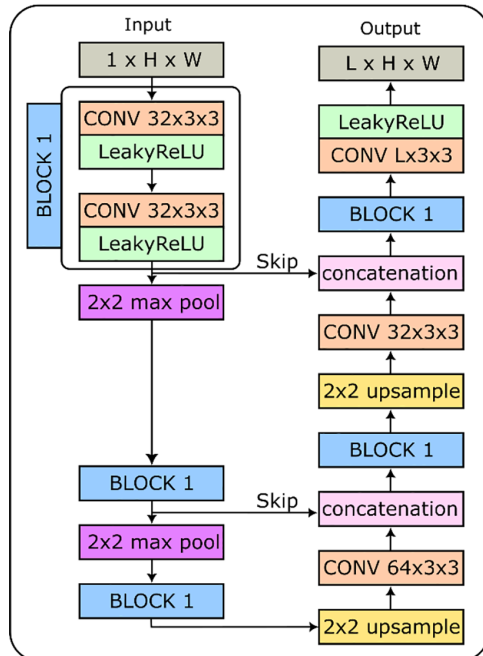 Input
1 x H x W
BLOCK 1
CONV 32x3x3
LeakyReLU
CONV 32x3x3
LeakyReLU
2x2 max pool
BLOCK 1
2x2 max pool
BLOCK 1
Skip
Skip
Output
L x H x W
LeakyReLU
CONV Lx3x3
BLOCK 1
concatenation
CONV 32x3x3
2x2 upsample
BLOCK 1
concatenation
CONV 64x3x3
2x2 upsample